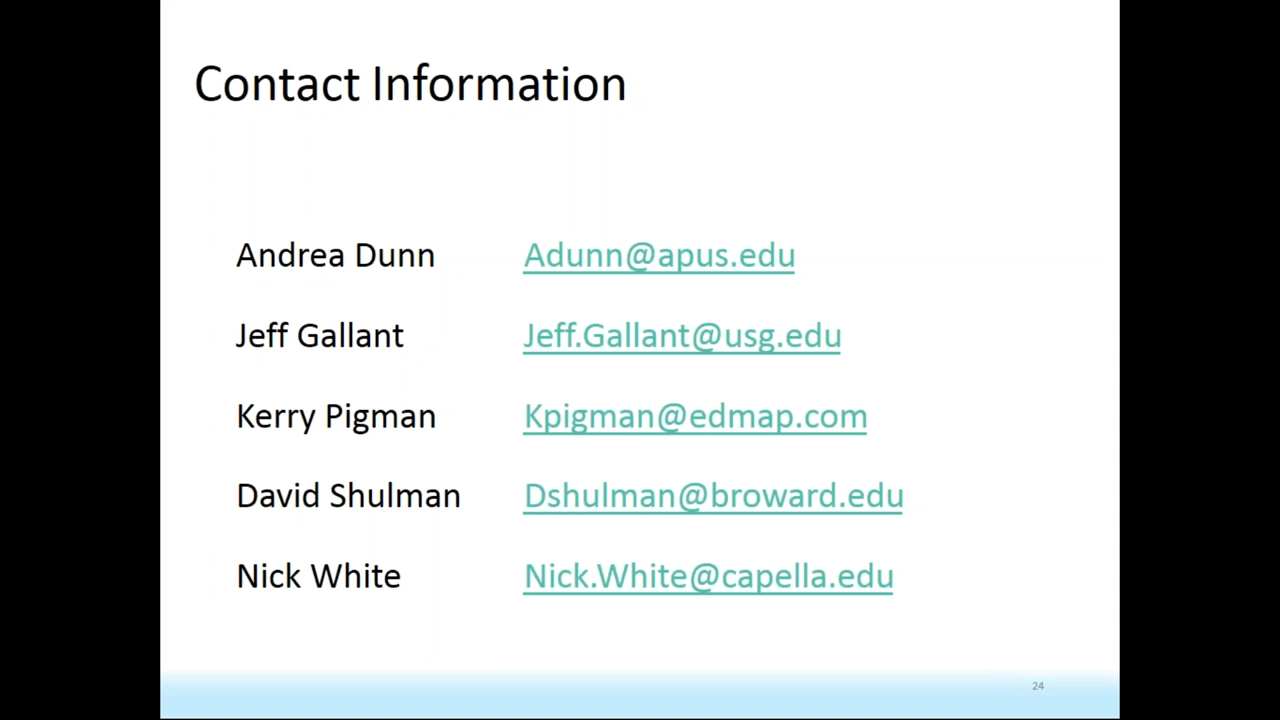 Contact Information
Andrea Dunn Adunn@apus.edu
Jeff Gallant Jeff.Gallant@usg.edu
Kerry Pigman Kpigman@edmap.com
David Shulman Dshulman@broward.edu
Nick White Nick.White@capella.edu
24